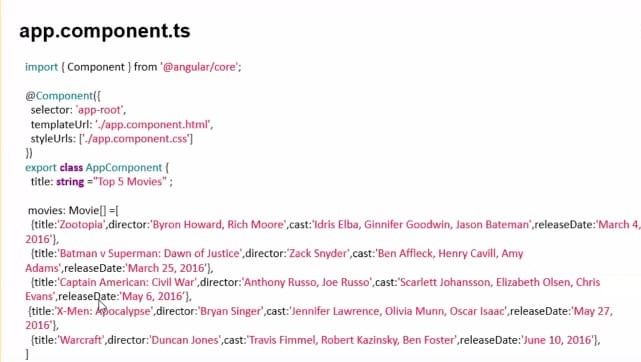 app.component.ts
import { Component } from '@angular/core';
@Component({
selector: 'app-root',
templateUrl: './app.component.html',
styleUrls: ['./app.component.css']
})
export class AppComponent {
title: string ="Top 5 Movies" ;
movies: Movie[] =[
{title:'Zootopia',director:'Byron Howard, Rich Moore',cast:'Idris Elba, Ginnifer Goodwin, Jason Bateman',releaseDate:'March 4,
2016'},
{title:'Batman v Superman: Dawn of Justice',director:'Zack Snyder',cast:'Ben Affleck, Henry Cavill, Amy
Adams',releaseDate:'March 25, 2016'},
{title:'Captain American: Civil War',director:'Anthony Russo, Joe Russo',cast:'Scarlett Johansson, Elizabeth Olsen, Chris
Evans',releaseDate:'May 6, 2016'},
{title:'X-Men: Apocalypse',director:'Bryan Singer',cast:'Jennifer Lawrence, Olivia Munn, Oscar Isaac',releaseDate:'May 27,
2016'},
{title:'Warcraft',director:'Duncan Jones',cast:'Travis Fimmel, Robert Kazinsky, Ben Foster',releaseDate:'June 10, 2016'},
]